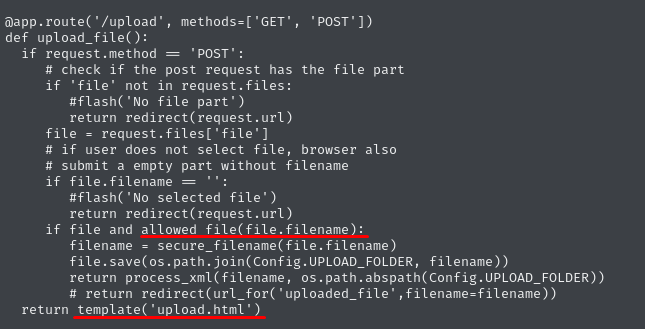 @app.route('/upload', methods=['GET', 'POST'])
def upload_file():
  if request.method == 'POST':
     # check if the post request has the file part
     if 'file' not in request.files:
        #flash('No file part')
        return redirect(request.url)
     file = request.files['file']
     # if user does not select file, browser also
     # submit a empty part without filename
     if file.filename == '':
        #flash('No selected file')
        return redirect(request.url)
     if file and allowed_file(file.filename):
        filename = secure_filename(file.filename)
        file.save(os.path.join(Config.UPLOAD_FOLDER, filename))
        return process_xml(filename, os.path.abspath(Config.UPLOAD_FOLDER))
        # return redirect(url_for('uploaded_file',filename=filename))
  return template('upload.html')